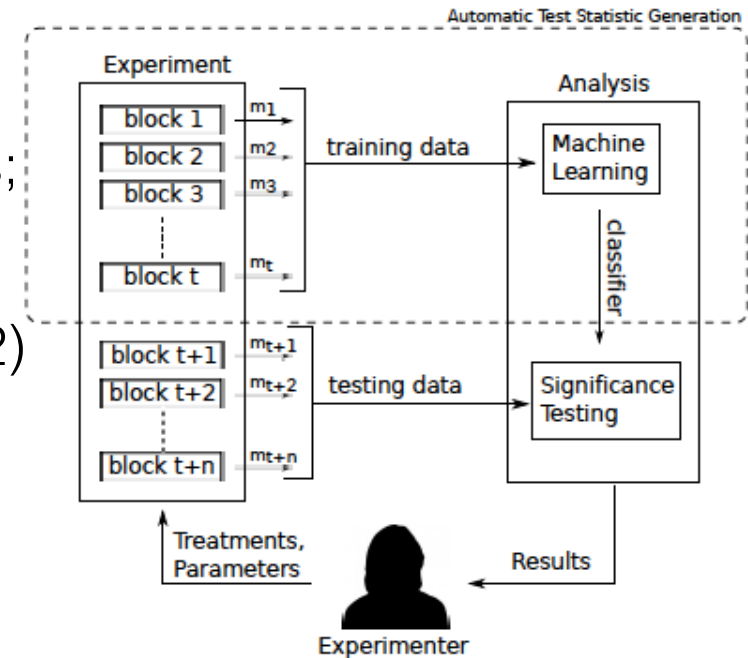 Automatic Test Statistic Generation
Experiment
Analysis
block 1
m1
block 2
m2
;
training data
Machine
Learning
block 3
m3
block t
mt
classifier
2)
block t+1
mt+1
block t+2
mt+2
testing data
Significance
Testing
block t+n
mt+n
Treatments,
Parameters
Results
Experimenter